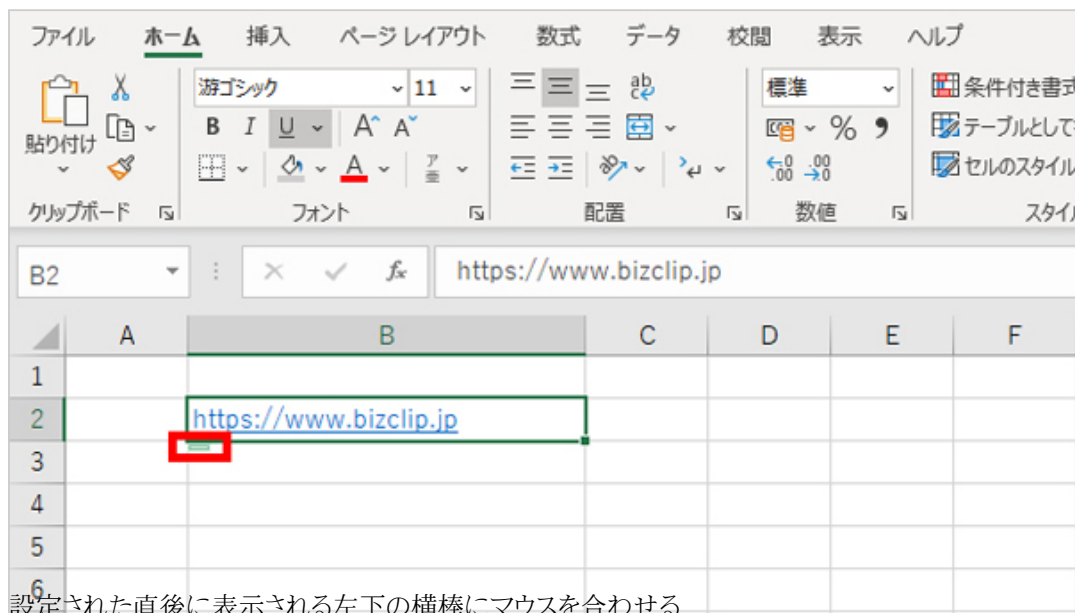 ファイル ホーム 挿入 ページ レイアウト 数式 データ 校閲 表示 ヘルプ
游ゴシック 11 ab 標準 条件付き書式
貼り付け B I U A A % 9 テーブルとして
A ア 亜 .00 .00 セルのスタイル
クリップボード フォント 配置 数値 スタイル
B2 fx https://www.bizclip.jp
A B C D E F
1
2 https://www.bizclip.jp
3
4
5
6
設定された直後に表示される左下の横棒にマウスを合わせる